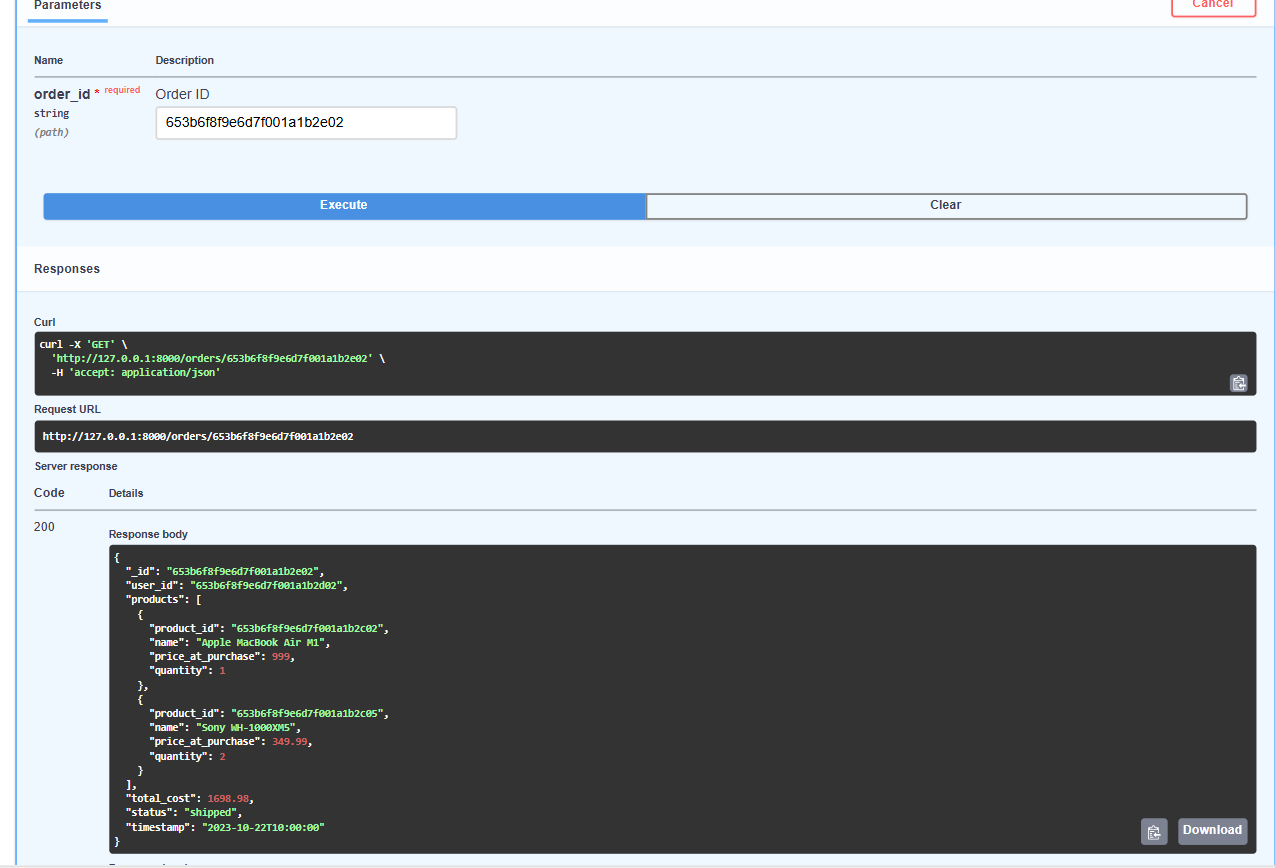 Parameters
Cancel
Name Description
order_id * required Order ID
string
(path)
653b6f8f9e6d7f001a1b2e02
Execute Clear
Responses
Curl
curl -X 'GET' \
  'http://127.0.0.1:8000/orders/653b6f8f9e6d7f001a1b2e02' \
  -H 'accept: application/json'
Request URL
http://127.0.0.1:8000/orders/653b6f8f9e6d7f001a1b2e02
Server response
Code Details
200
Response body
{
  "_id": "653b6f8f9e6d7f001a1b2e02",
  "user_id": "653b6f8f9e6d7f001a1b2d02",
  "products": [
    {
      "product_id": "653b6f8f9e6d7f001a1b2c02",
      "name": "Apple MacBook Air M1",
      "price_at_purchase": 999,
      "quantity": 1
    },
    {
      "product_id": "653b6f8f9e6d7f001a1b2c05",
      "name": "Sony WH-1000XM5",
      "price_at_purchase": 349.99,
      "quantity": 2
    }
  ],
  "total_cost": 1698.98,
  "status": "shipped",
  "timestamp": "2023-10-22T10:00:00"
}
Download